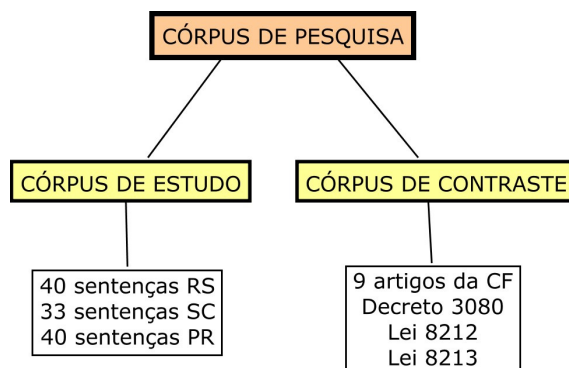 CÓRPUS DE PESQUISA
CÓRPUS DE ESTUDO
CÓRPUS DE CONTRASTE
40 sentenças RS
33 sentenças SC
40 sentenças PR
9 artigos da CF
Decreto 3080
Lei 8212
Lei 8213